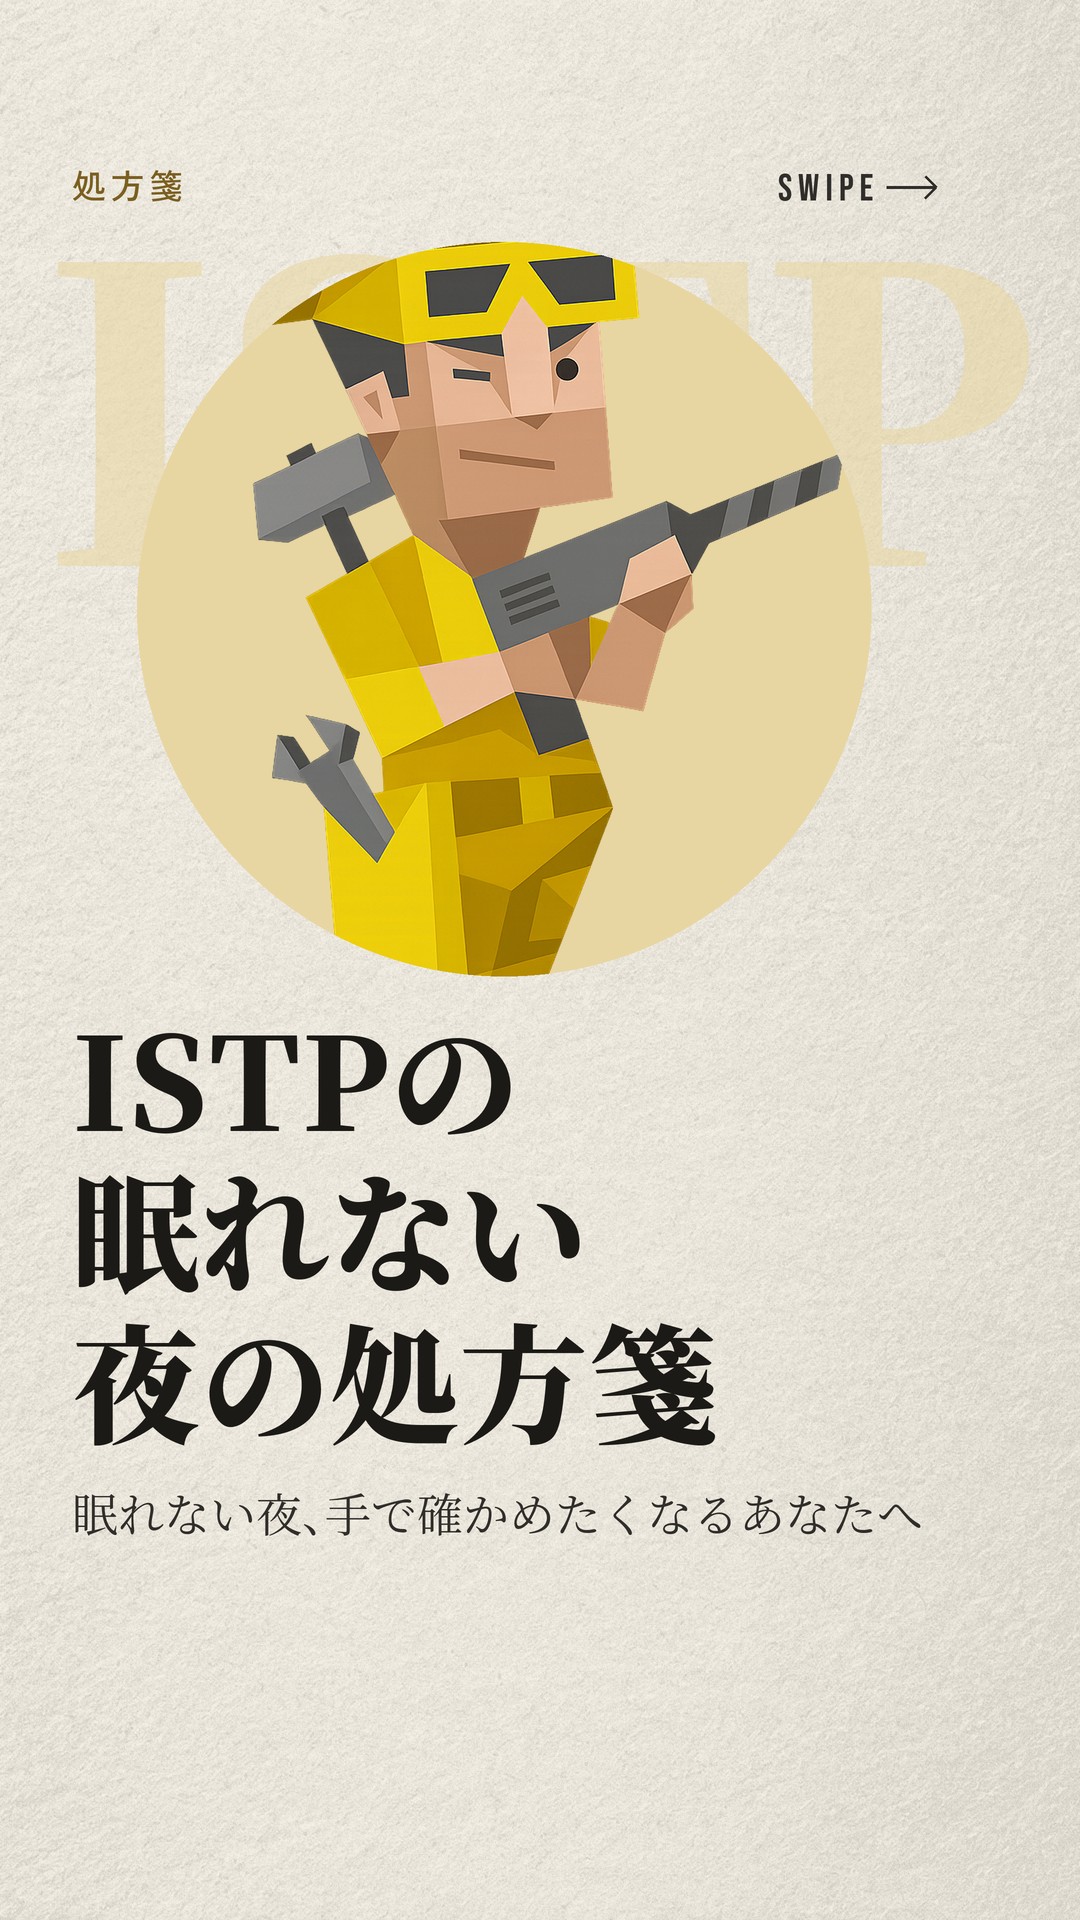 処方箋
SWIPE →
ISTP
ISTPの
眠れない
夜の処方箋
眠れない夜、手で確かめたくなるあなたへ